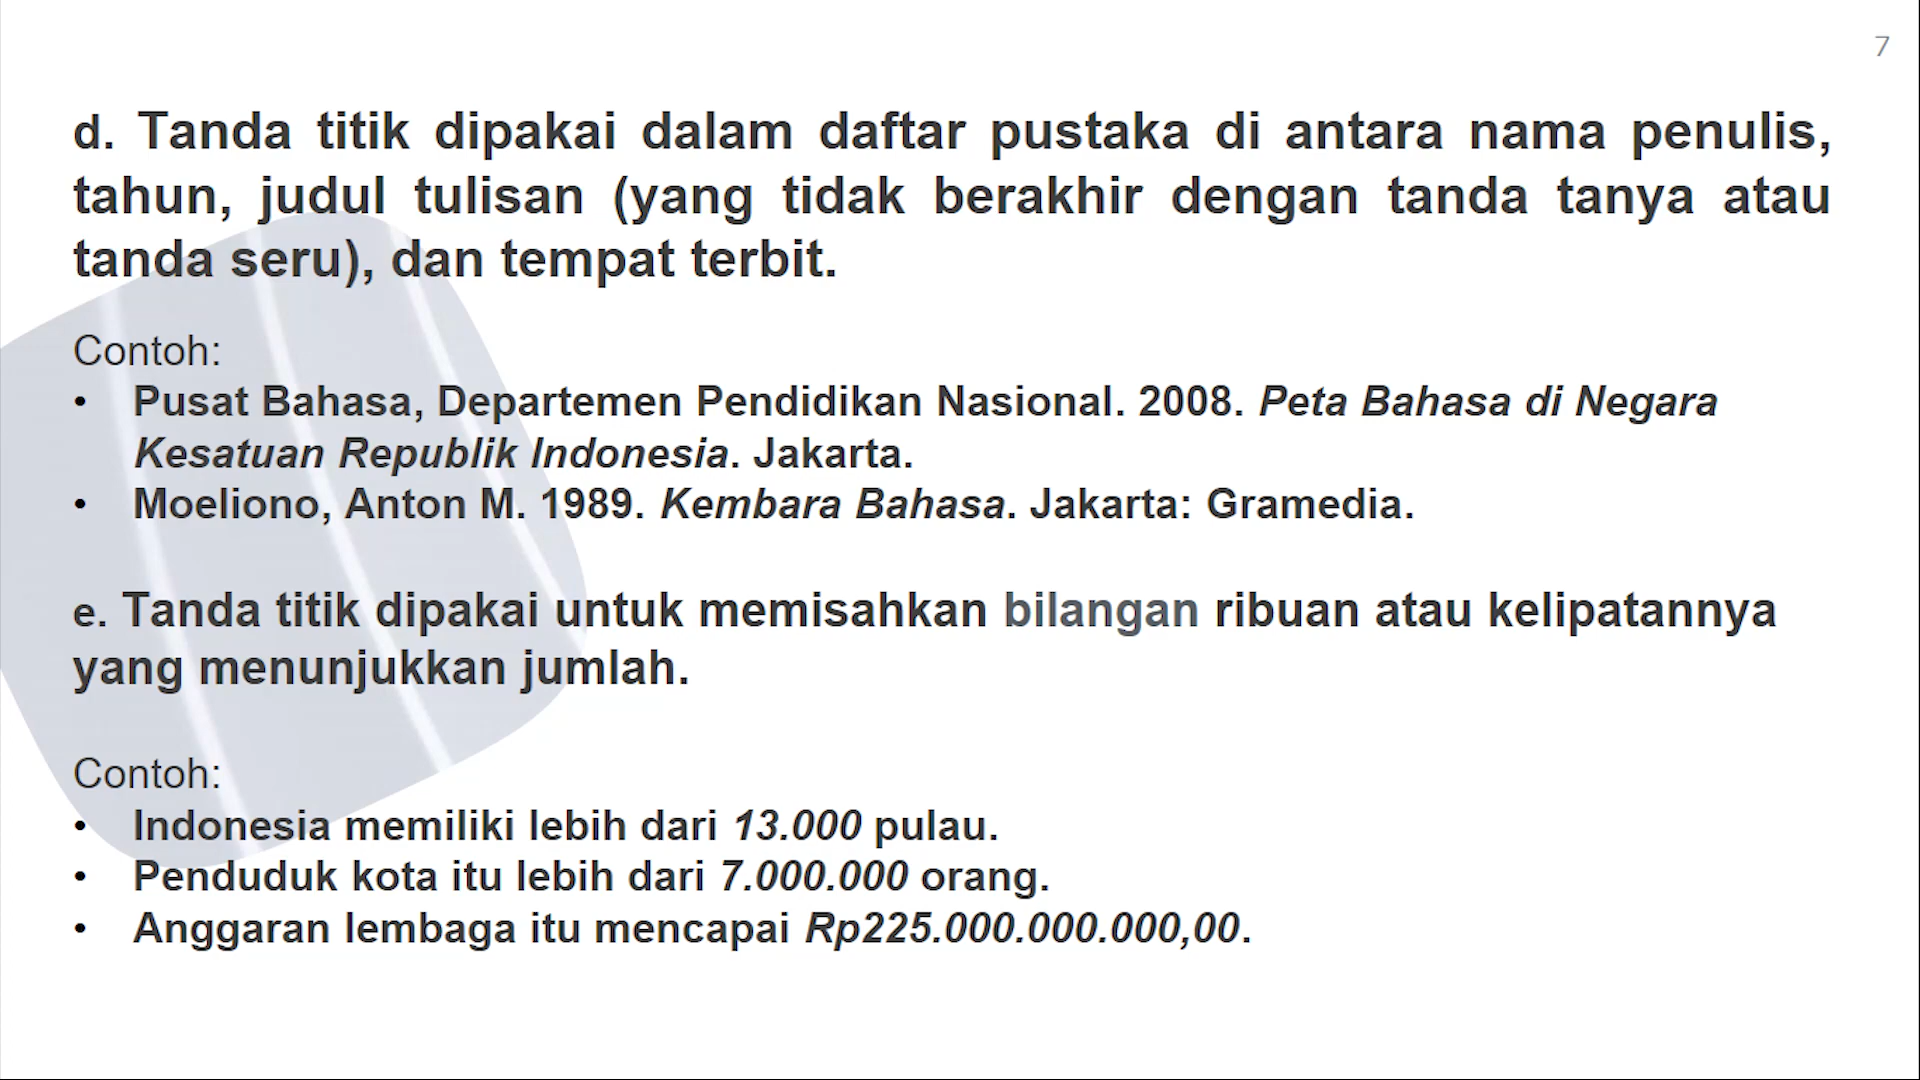 7
d. Tanda titik dipakai dalam daftar pustaka di antara nama penulis,
tahun, judul tulisan (yang tidak berakhir dengan tanda tanya atau
tanda seru), dan tempat terbit.
Contoh:
• Pusat Bahasa, Departemen Pendidikan Nasional. 2008. Peta Bahasa di Negara
Kesatuan Republik Indonesia. Jakarta.
• Moeliono, Anton M. 1989. Kembara Bahasa. Jakarta: Gramedia.
e. Tanda titik dipakai untuk memisahkan bilangan ribuan atau kelipatannya
yang menunjukkan jumlah.
Contoh:
• Indonesia memiliki lebih dari 13.000 pulau.
• Penduduk kota itu lebih dari 7.000.000 orang.
• Anggaran lembaga itu mencapai Rp225.000.000.000,00.